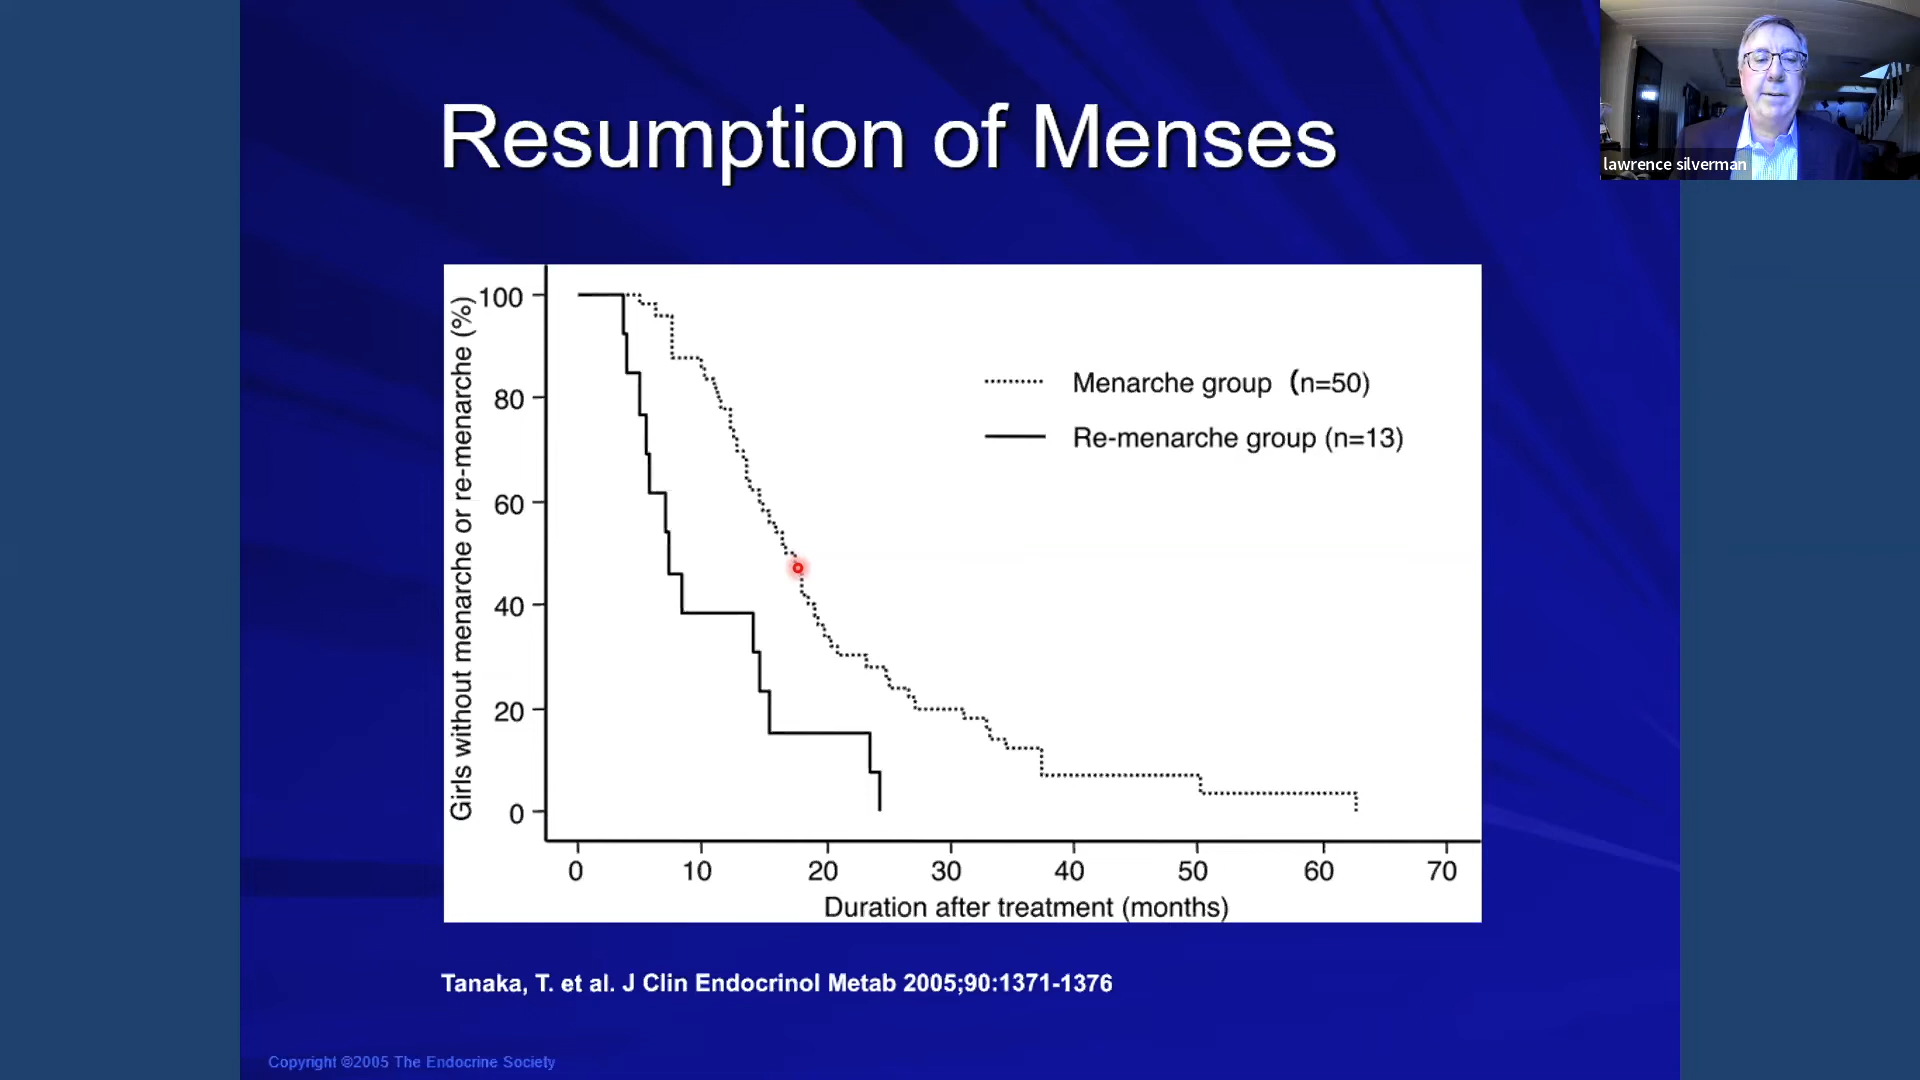 Resumption of Menses
lawrence silverman
Girls without menarche or re-menarche (%)
100
80
60
40
20
0
Menarche group (n=50)
Re-menarche group (n=13)
0 10 20 30 40 50 60 70
Duration after treatment (months)
Tanaka, T. et al. J Clin Endocrinol Metab 2005;90:1371-1376
Copyright ©2005 The Endocrine Society